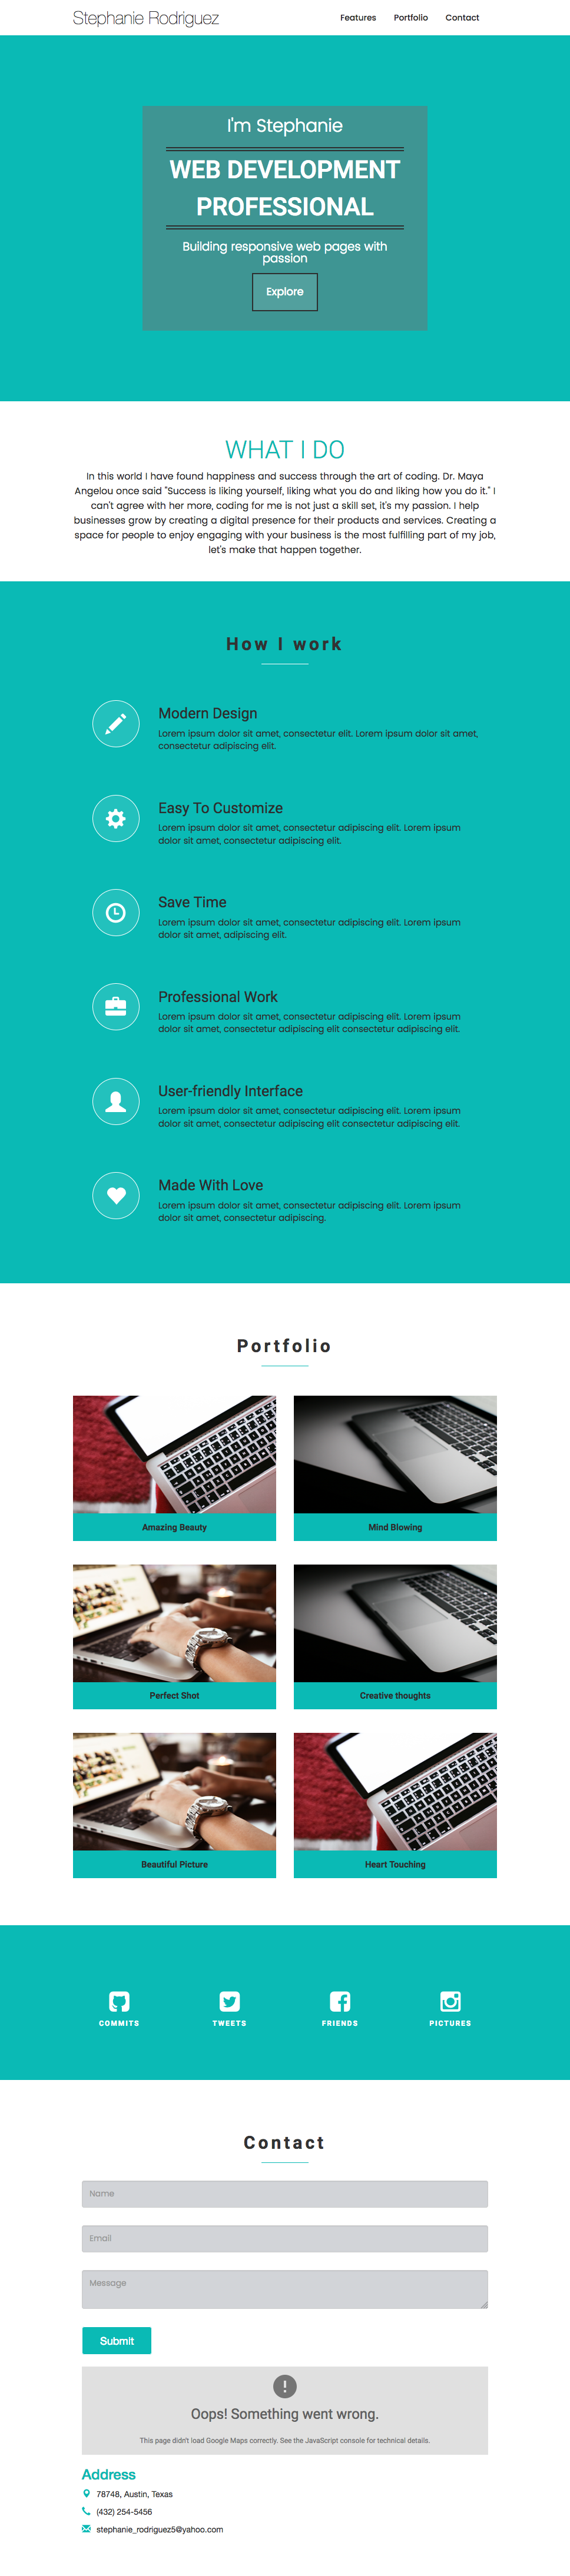 Stephanie Rodriguez
Features Portfolio Contact
I'm Stephanie
WEB DEVELOPMENT
PROFESSIONAL
Building responsive web pages with
passion
Explore
WHAT I DO
In this world I have found happiness and success through the art of coding. Dr. Maya
Angelou once said "Success is liking yourself, liking what you do and liking how you do it." I
can't agree with her more, coding for me is not just a skill set, it's my passion. I help
businesses grow by creating a digital presence for their products and services. Creating a
space for people to enjoy engaging with your business is the most fulfilling part of my job,
let's make that happen together.
How I work
Modern Design
Lorem ipsum dolor sit amet, consectetur elit. Lorem ipsum dolor sit amet,
consectetur adipiscing elit.
Easy To Customize
Lorem ipsum dolor sit amet, consectetur adipiscing elit. Lorem ipsum
dolor sit amet, consectetur adipiscing elit.
Save Time
Lorem ipsum dolor sit amet, consectetur adipiscing elit. Lorem ipsum
dolor sit amet, adipiscing elit.
Professional Work
Lorem ipsum dolor sit amet, consectetur adipiscing elit. Lorem ipsum
dolor sit amet, consectetur adipiscing elit consectetur adipiscing elit.
User-friendly Interface
Lorem ipsum dolor sit amet, consectetur adipiscing elit. Lorem ipsum
dolor sit amet, consectetur adipiscing elit consectetur adipiscing elit.
Made With Love
Lorem ipsum dolor sit amet, consectetur adipiscing elit. Lorem ipsum
dolor sit amet, consectetur adipiscing.
Portfolio
Amazing Beauty
Mind Blowing
Perfect Shot
Creative thoughts
Beautiful Picture
Heart Touching
COMMITS TWEETS FRIENDS PICTURES
Contact
Name
Email
Message
Submit
Oops! Something went wrong.
This page didn't load Google Maps correctly. See the JavaScript console for technical details.
Address
78748, Austin, Texas
(432) 254-5456
stephanie_rodriguez5@yahoo.com